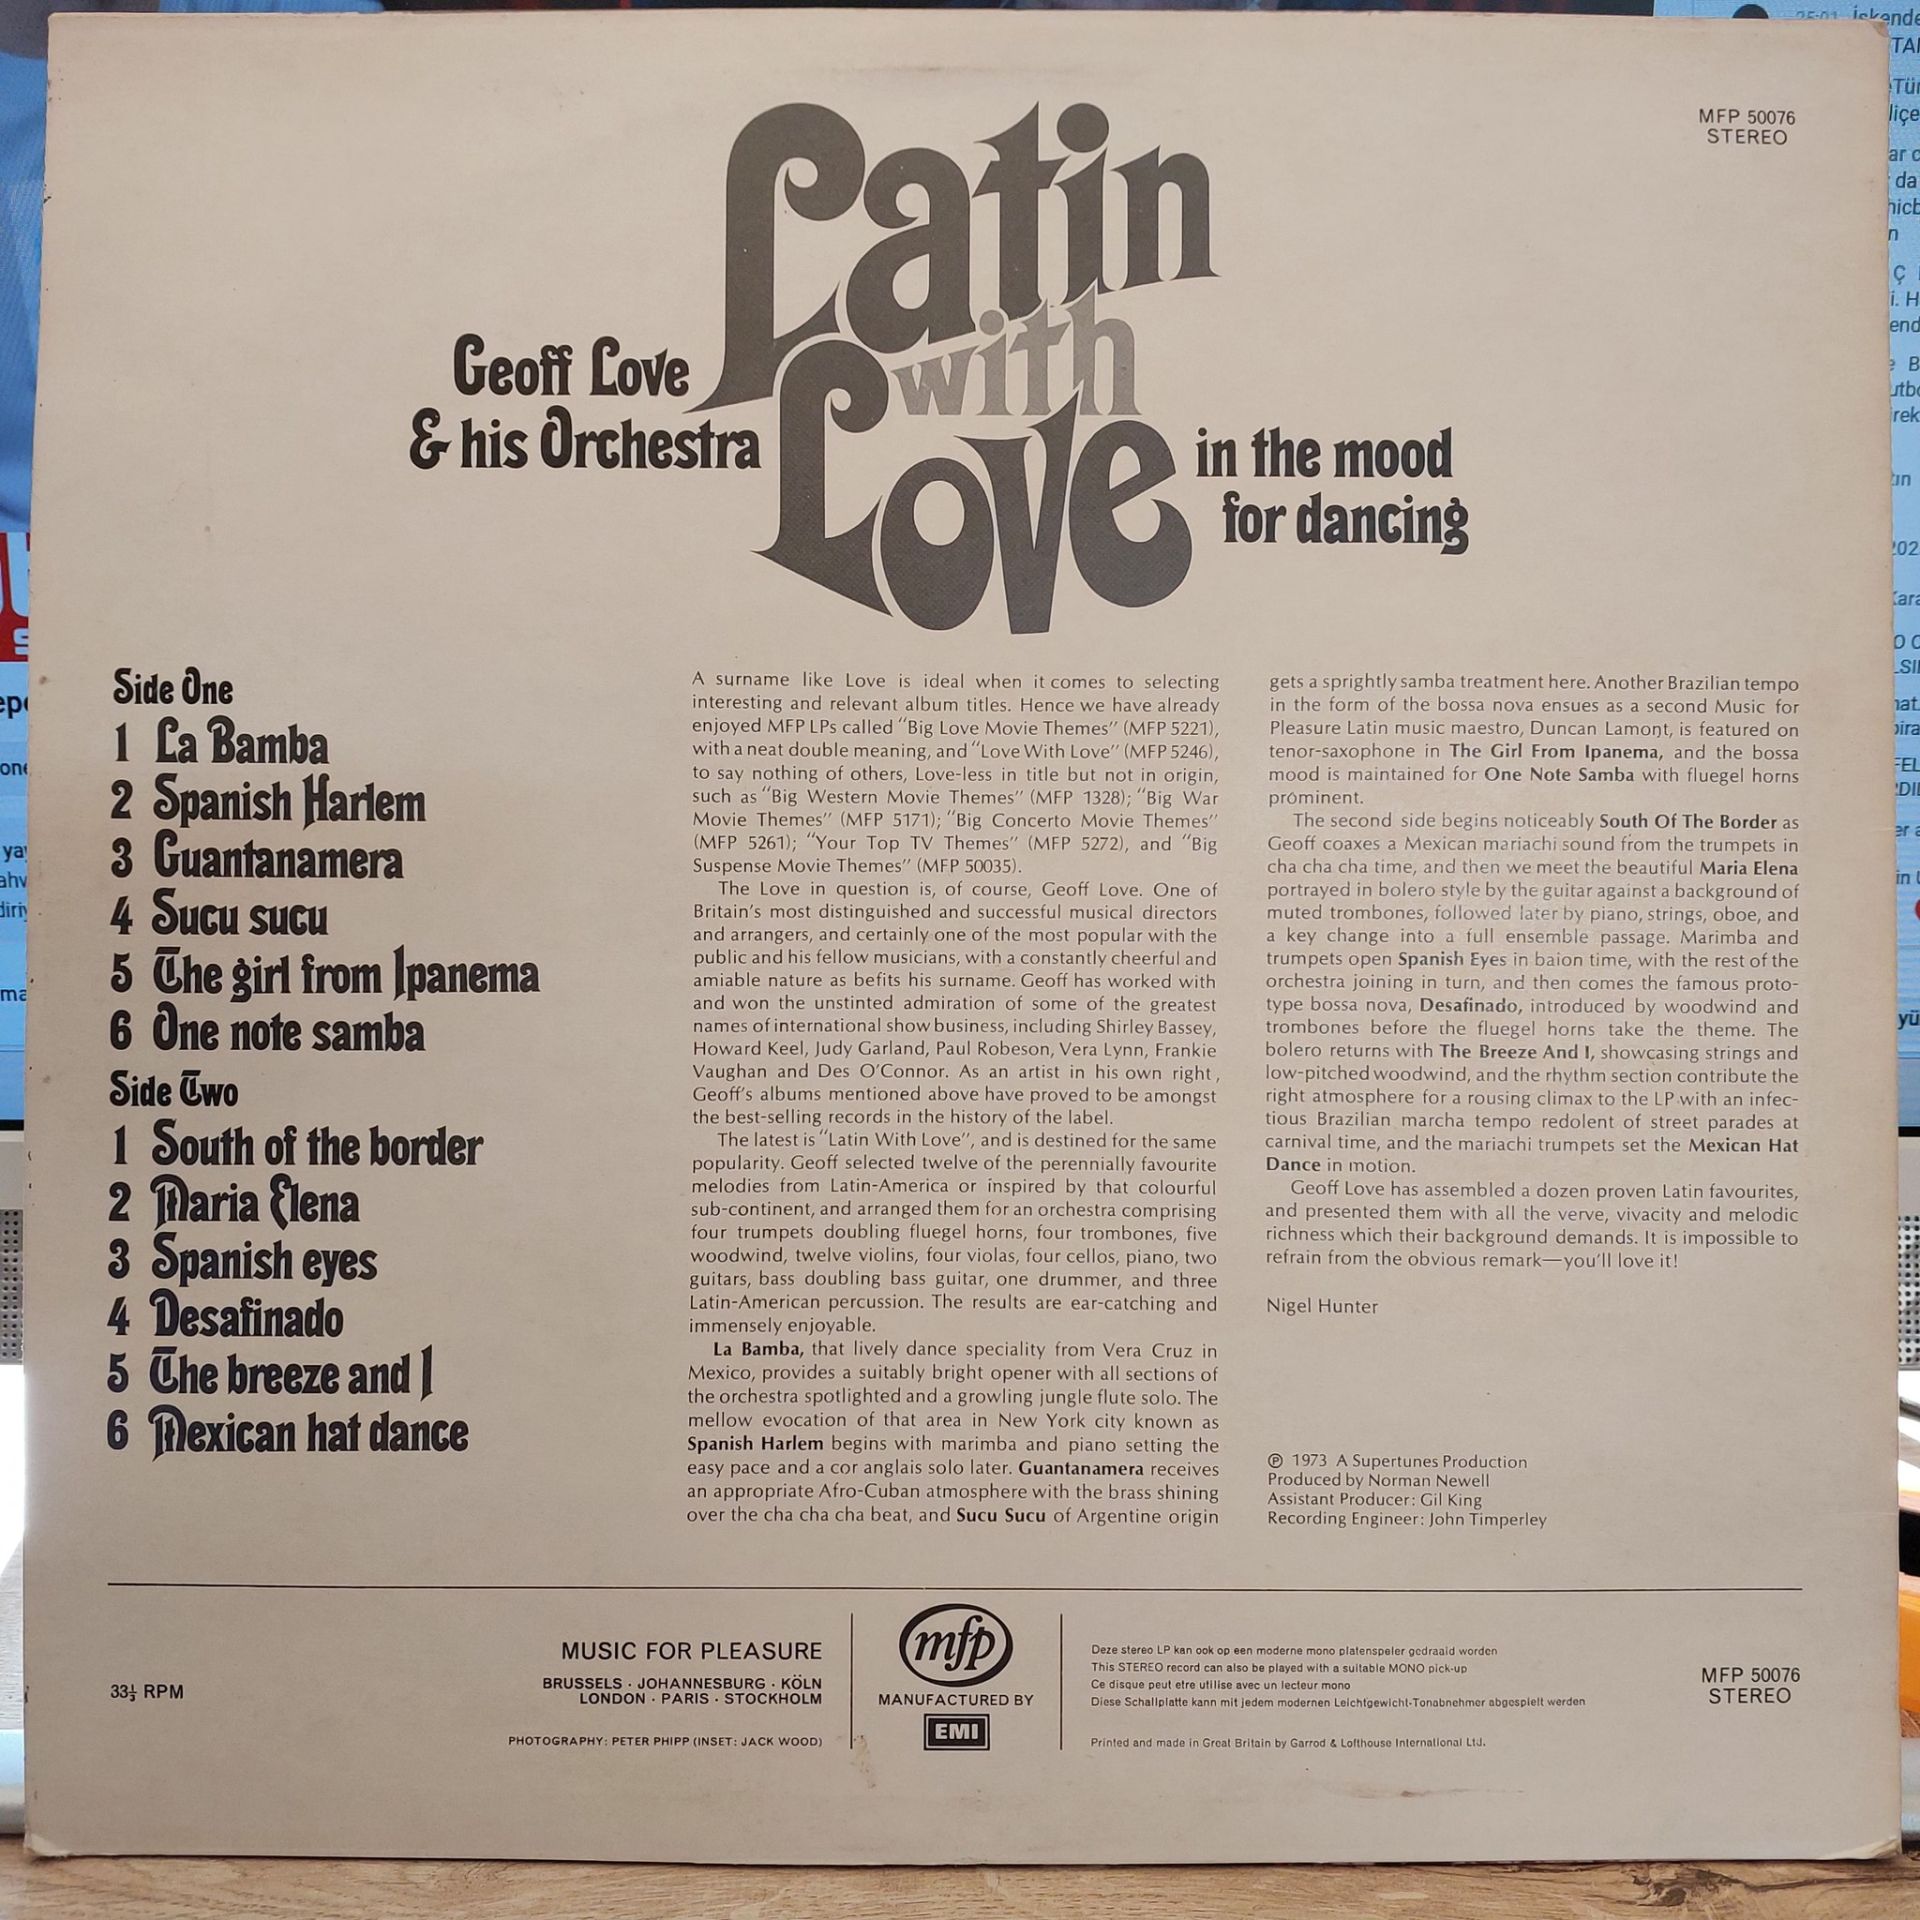 MFP 50076
STEREO
Latin
with
Love
Geoff Love
& his Orchestra
in the mood
for dancing
Side One
1 La Bamba
2 Spanish Harlem
3 Guantanamera
4 Sucu sucu
5 The girl from Ipanema
6 One note samba
Side Two
1 South of the border
2 Maria Elena
3 Spanish eyes
4 Desafinado
5 The breeze and I
6 Mexican hat dance
A surname like Love is ideal when it comes to selecting
interesting and relevant album titles. Hence we have already
enjoyed MFP LPs called "Big Love Movie Themes" (MFP 5221),
with a neat double meaning, and "Love With Love" (MFP 5246),
to say nothing of others, Love-less in title but not in origin,
such as "Big Western Movie Themes" (MFP 1328); "Big War
Movie Themes" (MFP 5171); "Big Concerto Movie Themes"
(MFP 5261); "Your Top TV Themes" (MFP 5272), and "Big
Suspense Movie Themes" (MFP 50035).
The Love in question is, of course, Geoff Love. One of
Britain's most distinguished and successful musical directors
and arrangers, and certainly one of the most popular with the
public and his fellow musicians, with a constantly cheerful and
amiable nature as befits his surname. Geoff has worked with
and won the unstinted admiration of some of the greatest
names of international show business, including Shirley Bassey,
Howard Keel, Judy Garland, Paul Robeson, Vera Lynn, Frankie
Vaughan and Des O'Connor. As an artist in his own right,
Geoff's albums mentioned above have proved to be amongst
the best-selling records in the history of the label.
The latest is "Latin With Love", and is destined for the same
popularity. Geoff selected twelve of the perennially favourite
melodies from Latin-America or inspired by that colourful
sub-continent, and arranged them for an orchestra comprising
four trumpets doubling fluegel horns, four trombones, five
woodwind, twelve violins, four violas, four cellos, piano, two
guitars, bass doubling bass guitar, one drummer, and three
Latin-American percussion. The results are ear-catching and
immensely enjoyable.
La Bamba, that lively dance speciality from Vera Cruz in
Mexico, provides a suitably bright opener with all sections of
the orchestra spotlighted and a growling jungle flute solo. The
mellow evocation of that area in New York city known as
Spanish Harlem begins with marimba and piano setting the
easy pace and a cor anglais solo later. Guantanamera receives
an appropriate Afro-Cuban atmosphere with the brass shining
over the cha cha cha beat, and Sucu Sucu of Argentine origin
gets a sprightly samba treatment here. Another Brazilian tempo
in the form of the bossa nova ensues as a second Music for
Pleasure Latin music maestro, Duncan Lamont, is featured on
tenor-saxophone in The Girl From Ipanema, and the bossa
mood is maintained for One Note Samba with fluegel horns
prominent.
The second side begins noticeably South Of The Border as
Geoff coaxes a Mexican mariachi sound from the trumpets in
cha cha cha time, and then we meet the beautiful Maria Elena
portrayed in bolero style by the guitar against a background of
muted trombones, followed later by piano, strings, oboe, and
a key change into a full ensemble passage. Marimba and
trumpets open Spanish Eyes in baion time, with the rest of the
orchestra joining in turn, and then comes the famous proto-
type bossa nova, Desafinado, introduced by woodwind and
trombones before the fluegel horns take the theme. The
bolero returns with The Breeze And I, showcasing strings and
low-pitched woodwind, and the rhythm section contribute the
right atmosphere for a rousing climax to the LP with an infec-
tious Brazilian marcha tempo redolent of street parades at
carnival time, and the mariachi trumpets set the Mexican Hat
Dance in motion.
Geoff Love has assembled a dozen proven Latin favourites,
and presented them with all the verve, vivacity and melodic
richness which their background demands. It is impossible to
refrain from the obvious remark—you'll love it!
Nigel Hunter
℗ 1973 A Supertunes Production
Produced by Norman Newell
Assistant Producer: Gil King
Recording Engineer: John Timperley
33⅓ RPM
MUSIC FOR PLEASURE
BRUSSELS · JOHANNESBURG · KÖLN
LONDON · PARIS · STOCKHOLM
PHOTOGRAPHY: PETER PHIPP (INSET: JACK WOOD)
mfp
MANUFACTURED BY
EMI
Deze stereo LP kan ook op een moderne mono platenspeler gedraaid worden
This STEREO record can also be played with a suitable MONO pick-up
Ce disque peut etre utilise avec un lecteur mono
Diese Schallplatte kann mit jedem modernen Leichtgewicht-Tonabnehmer abgespielt werden
Printed and made in Great Britain by Garrod & Lofthouse International Ltd.
MFP 50076
STEREO